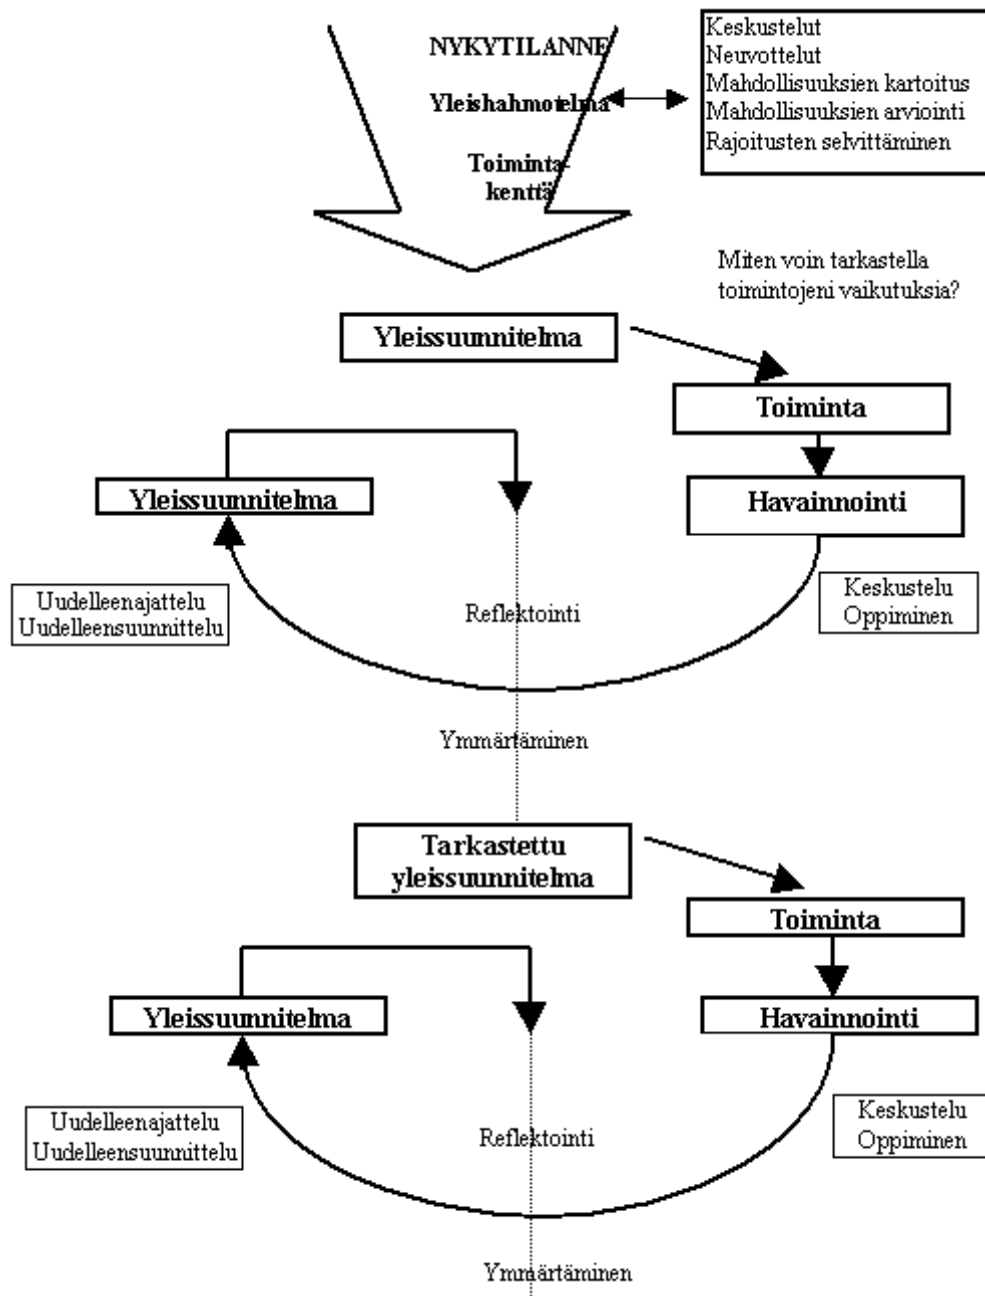 NYKYTILANNE
Yleishahmotelma
Toiminta-
kenttä
Keskustelut
Neuvottelut
Mahdollisuuksien kartoitus
Mahdollisuuksien arviointi
Rajoitusten selvittäminen
Miten voin tarkastella
toimintojeni vaikutuksia?
Yleissuunnitelma
Toiminta
Yleissuunnitelma
Havainnointi
Uudelleenajattelu
Uudelleensuunnittelu
Reflektointi
Keskustelu
Oppiminen
Ymmärtäminen
Tarkastettu
yleissuunnitelma
Toiminta
Yleissuunnitelma
Havainnointi
Uudelleenajattelu
Uudelleensuunnittelu
Reflektointi
Keskustelu
Oppiminen
Ymmärtäminen